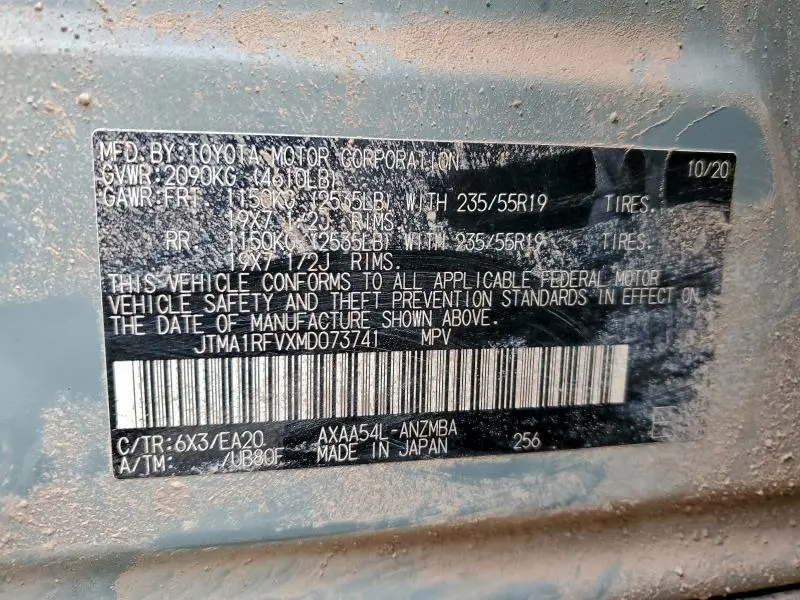 MFD. BY: TOYOTA MOTOR CORPORATION 10/20
GVWR: 2090KG (4610LB)
GAWR: FRT 1150KG (2535LB) WITH 235/55R19 TIRES.
19X7 1/2J RIMS
RR 1150KG (2535LB) WITH 235/55R19 TIRES.
19X7 1/2J RIMS.
THIS VEHICLE CONFORMS TO ALL APPLICABLE FEDERAL MOTOR
VEHICLE SAFETY AND THEFT PREVENTION STANDARDS IN EFFECT ON
THE DATE OF MANUFACTURE SHOWN ABOVE.
JTMA1RFVXMD073741 MPV
C/TR: 6X3/EA20 AXAA54L-ANZMBA
A/TM: /UB80F MADE IN JAPAN 256